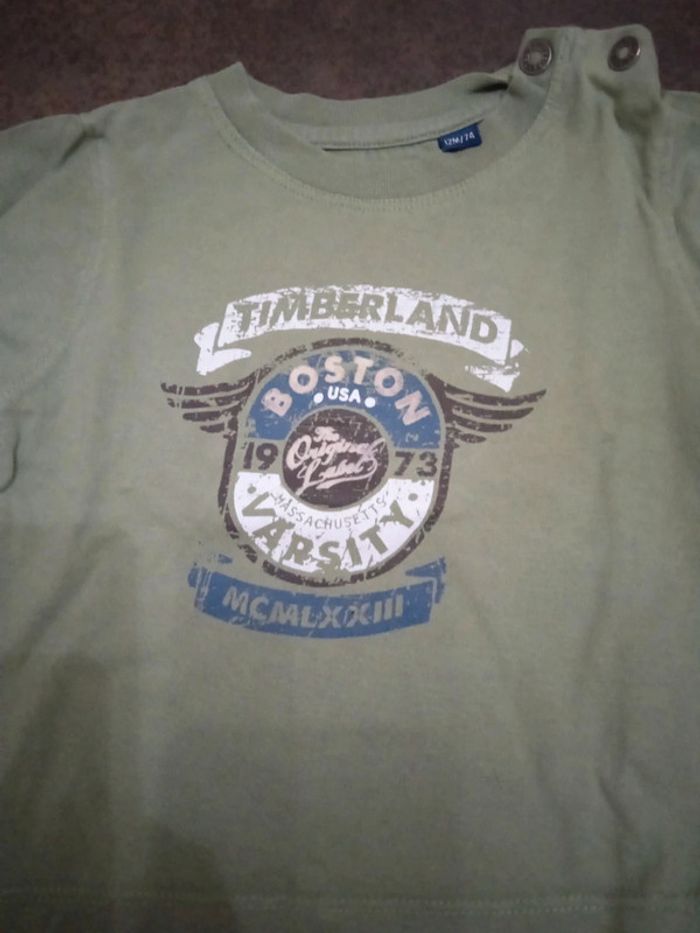 12M/74
TIMBERLAND
BOSTON
USA
The
19 Original 73
Label
MASSACHUSETTS
VARSITY
MCMLXXIII